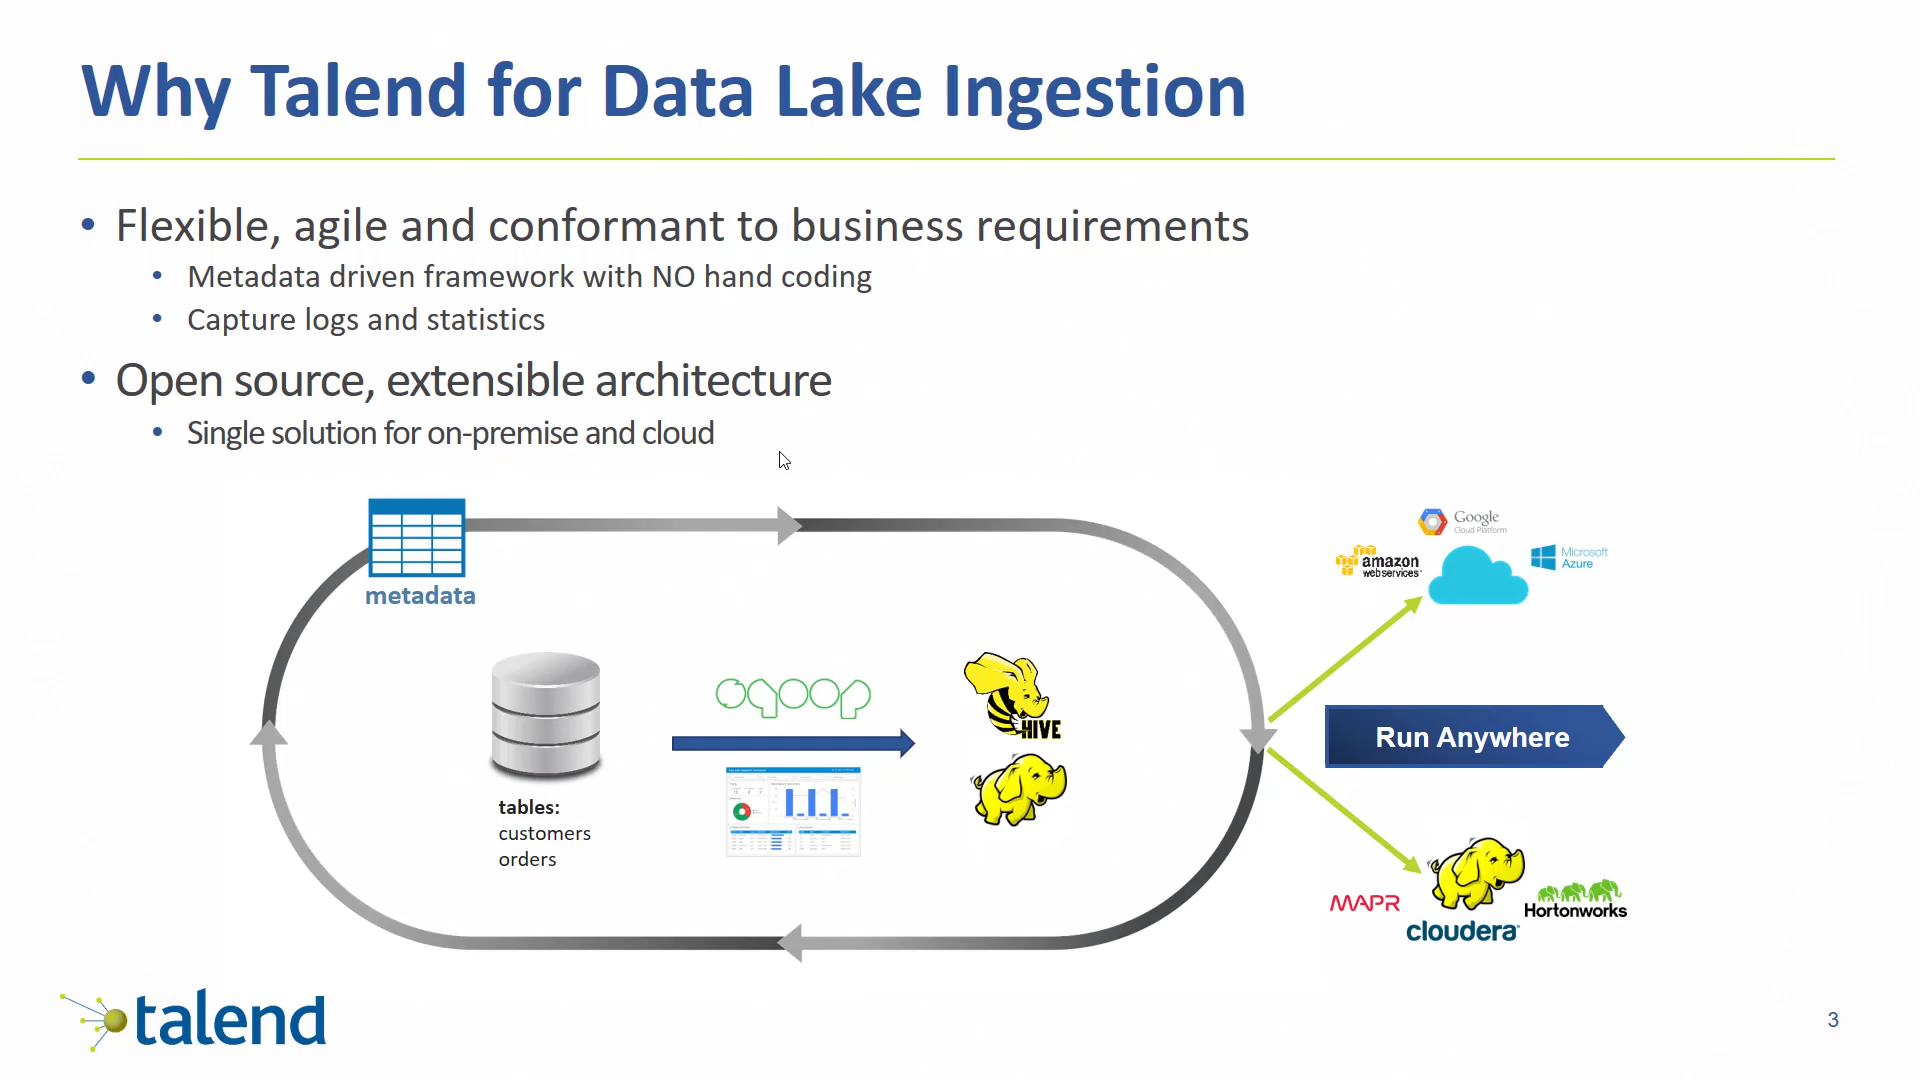 Why Talend for Data Lake Ingestion
• Flexible, agile and conformant to business requirements
• Metadata driven framework with NO hand coding
• Capture logs and statistics
• Open source, extensible architecture
• Single solution for on-premise and cloud
metadata
tables:
customers
orders
sqoop
HIVE
Google
Cloud Platform
amazon
webservices
Microsoft
Azure
Run Anywhere
MAPR
cloudera
Hortonworks
talend
3